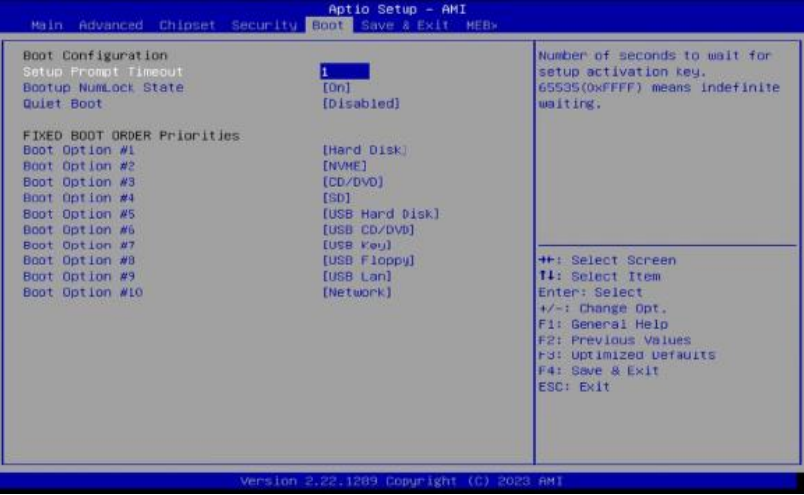 Aptio Setup - AMI
Main Advanced Chipset Security Boot Save & Exit MEBx
Boot Configuration
Setup Prompt Timeout 1
Bootup NumLock State [On]
Quiet Boot [Disabled]
FIXED BOOT ORDER Priorities
Boot Option #1 [Hard Disk]
Boot Option #2 [NVME]
Boot Option #3 [CD/DVD]
Boot Option #4 [SD]
Boot Option #5 [USB Hard Disk]
Boot Option #6 [USB CD/DVD]
Boot Option #7 [USB Key]
Boot Option #8 [USB Floppy]
Boot Option #9 [USB Lan]
Boot Option #10 [Network]
Number of seconds to wait for
setup activation key.
65535(0xFFFF) means indefinite
waiting.
→←: Select Screen
↑↓: Select Item
Enter: Select
+/-: Change Opt.
F1: General Help
F2: Previous Values
F3: Optimized Defaults
F4: Save & Exit
ESC: Exit
Version 2.22.1289 Copyright (C) 2023 AMI